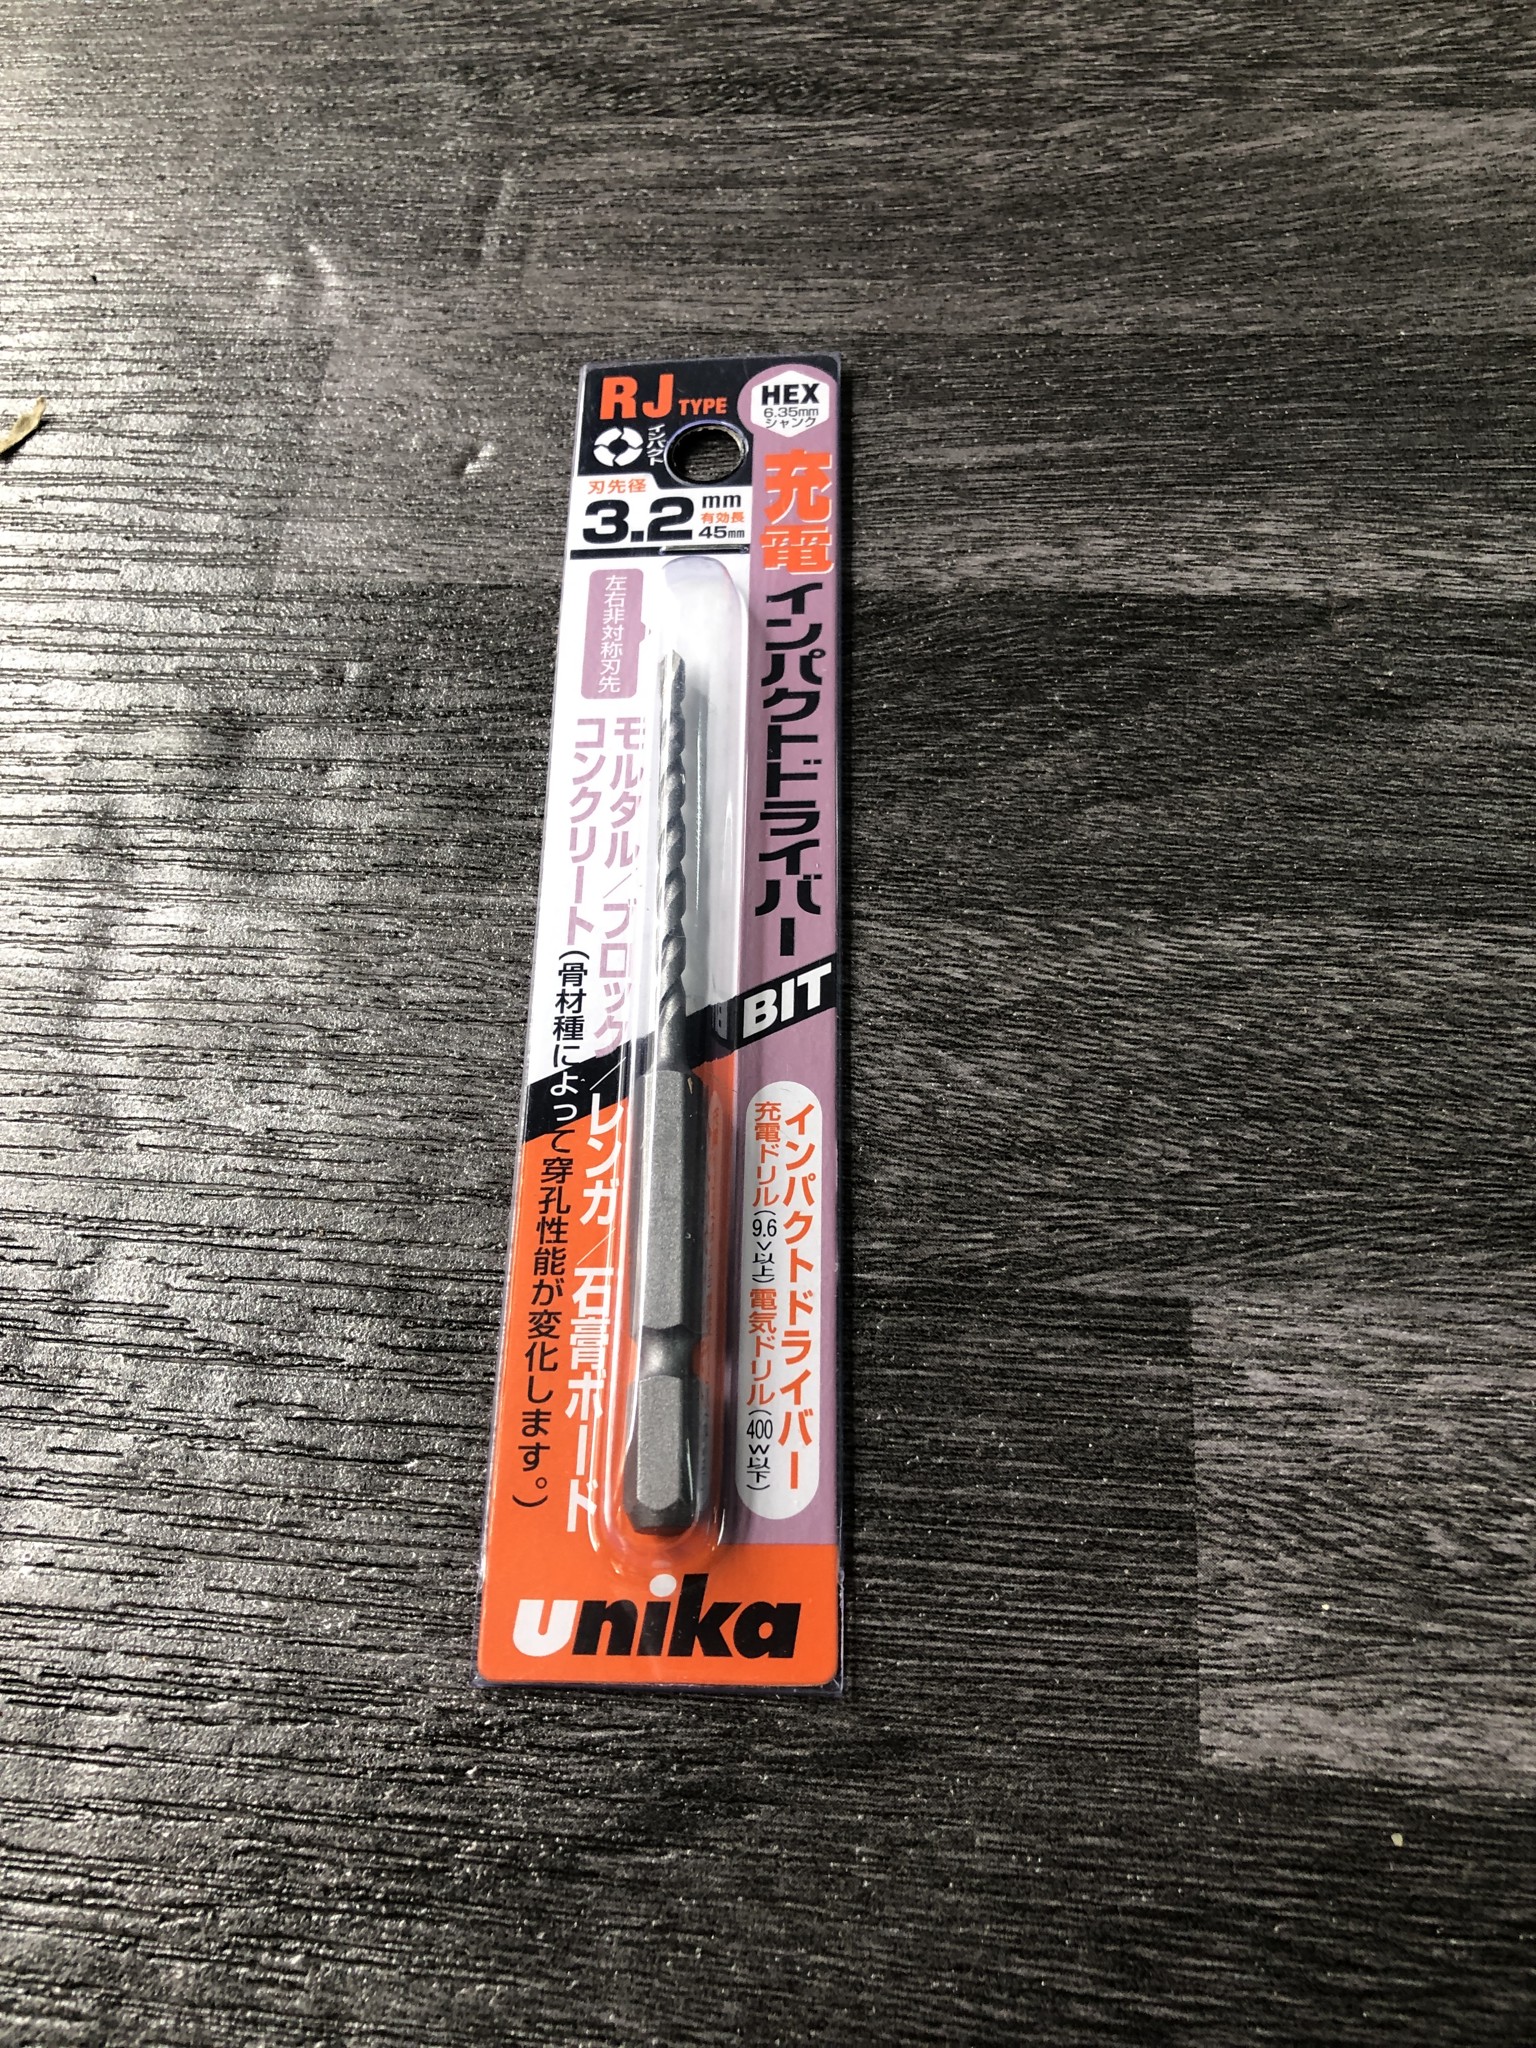 RJ TYPE
インパクト
HEX
6.35mm
シャンク
刃先径
3.2mm
有効長
45mm
充電インパクトドライバー
BIT
左右非対称刃先
モルタル/ブロック/レンガ/石膏ボード
コンクリート(骨材種によって穿孔性能が変化します。)
インパクトドライバー
充電ドリル(9.6V以上)電気ドリル(400W以下)
unika